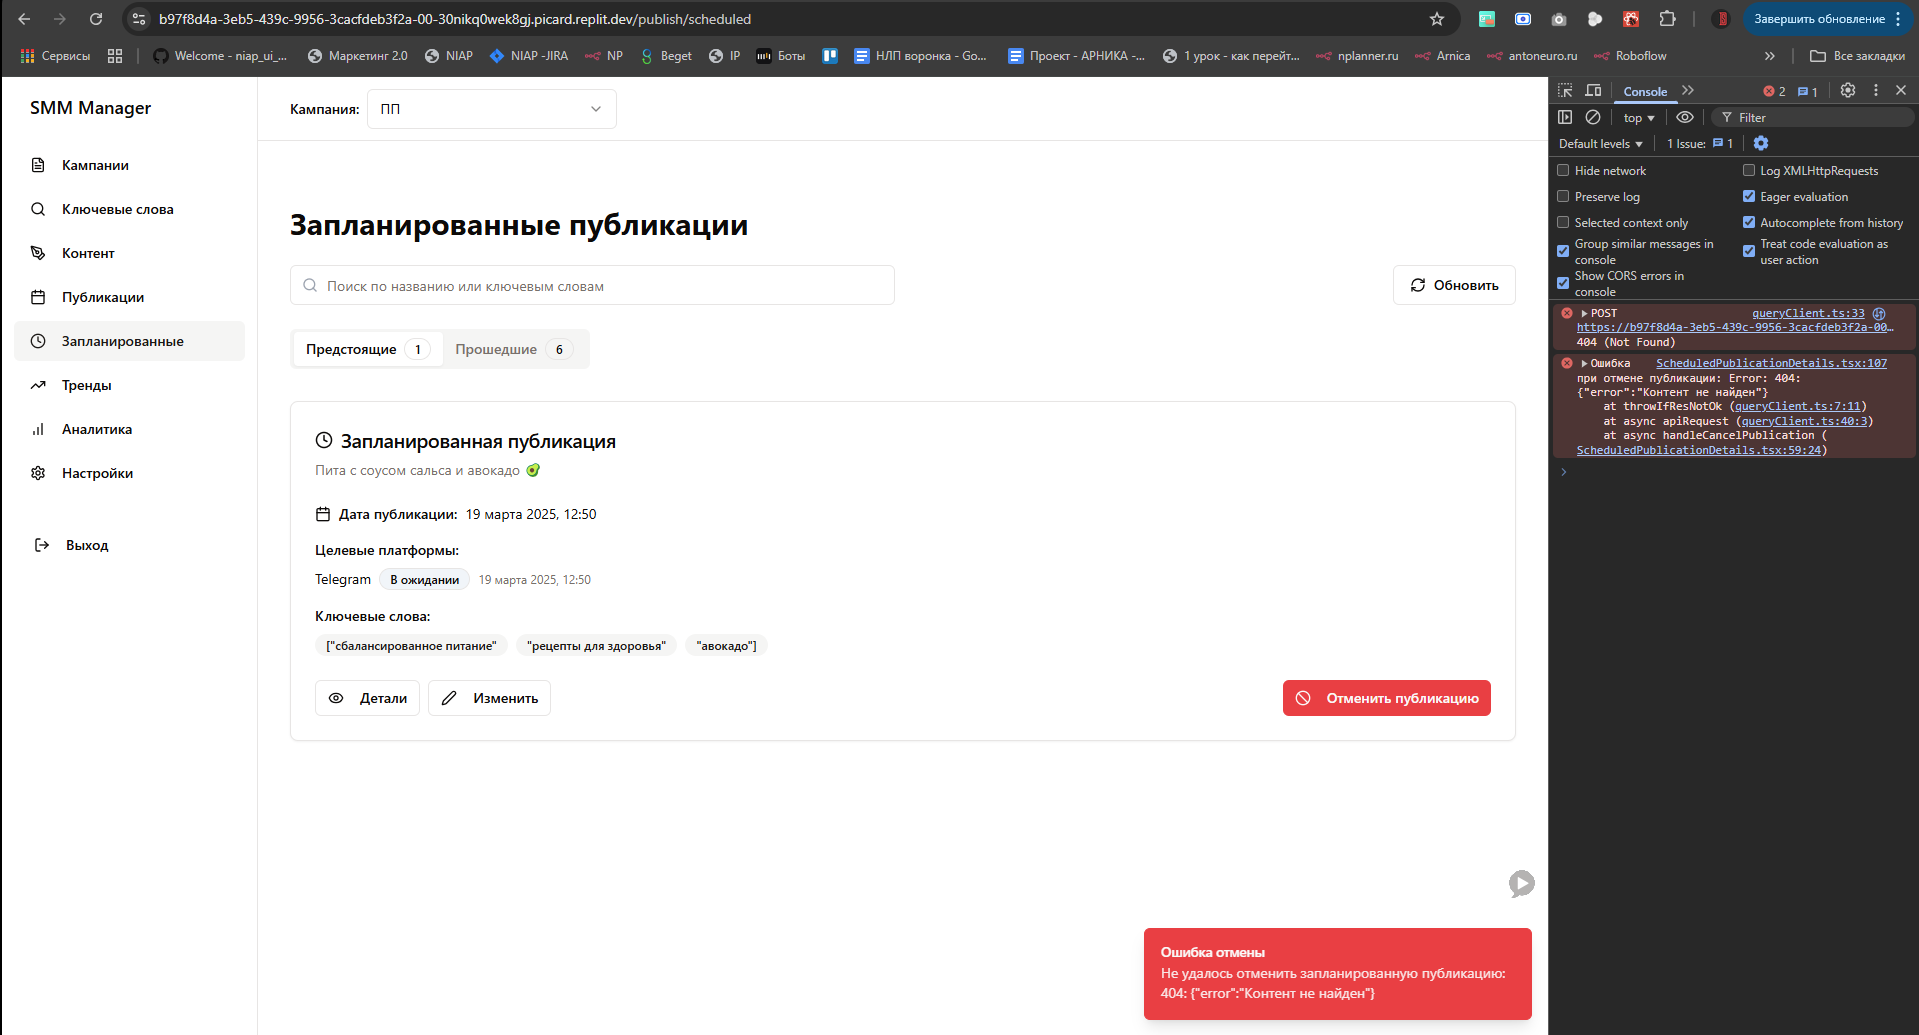 b97f8d4a-3eb5-439c-9956-3cacfdeb3f2a-00-30nikq0wek8gj.picard.replit.dev/publish/scheduled
Завершить обновление
Сервисы
Welcome - niap_ui_...
Маркетинг 2.0
NIAP
NIAP -JIRA
NP
Beget
IP
Боты
НЛП воронка - Go...
Проект - АРНИКА -...
1 урок - как перейт...
nplanner.ru
Arnica
antoneuro.ru
Roboflow
Все закладки
SMM Manager
Кампании
Ключевые слова
Контент
Публикации
Запланированные
Тренды
Аналитика
Настройки
Выход
Кампания:
ПП
Запланированные публикации
Поиск по названию или ключевым словам
Обновить
Предстоящие 1
Прошедшие 6
Запланированная публикация
Пита с соусом сальса и авокадо 🥑
Дата публикации: 19 марта 2025, 12:50
Целевые платформы:
Telegram В ожидании 19 марта 2025, 12:50
Ключевые слова:
["сбалансированное питание" "рецепты для здоровья" "авокадо"]
Детали
Изменить
Отменить публикацию
Ошибка отмены
Не удалось отменить запланированную публикацию:
404: {"error":"Контент не найден"}
Console
2
1
top
Filter
Default levels
1 Issue: 1
Hide network
Log XMLHttpRequests
Preserve log
Eager evaluation
Selected context only
Autocomplete from history
Group similar messages in
console
Treat code evaluation as
user action
Show CORS errors in
console
POST queryClient.ts:33
https://b97f8d4a-3eb5-439c-9956-3cacfdeb3f2a-00…
404 (Not Found)
Ошибка ScheduledPublicationDetails.tsx:107
при отмене публикации: Error: 404:
{"error":"Контент не найден"}
at throwIfResNotOk (queryClient.ts:7:11)
at async apiRequest (queryClient.ts:40:3)
at async handleCancelPublication (
ScheduledPublicationDetails.tsx:59:24)